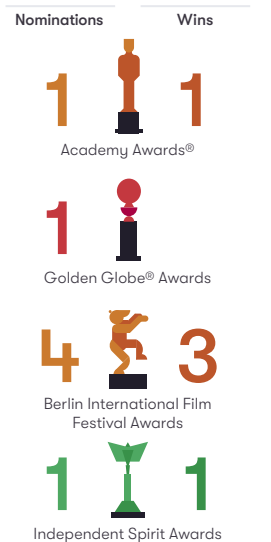 Nominations Wins
1 1
Academy Awards®
1
Golden Globe® Awards
4 3
Berlin International Film
Festival Awards
1 1
Independent Spirit Awards